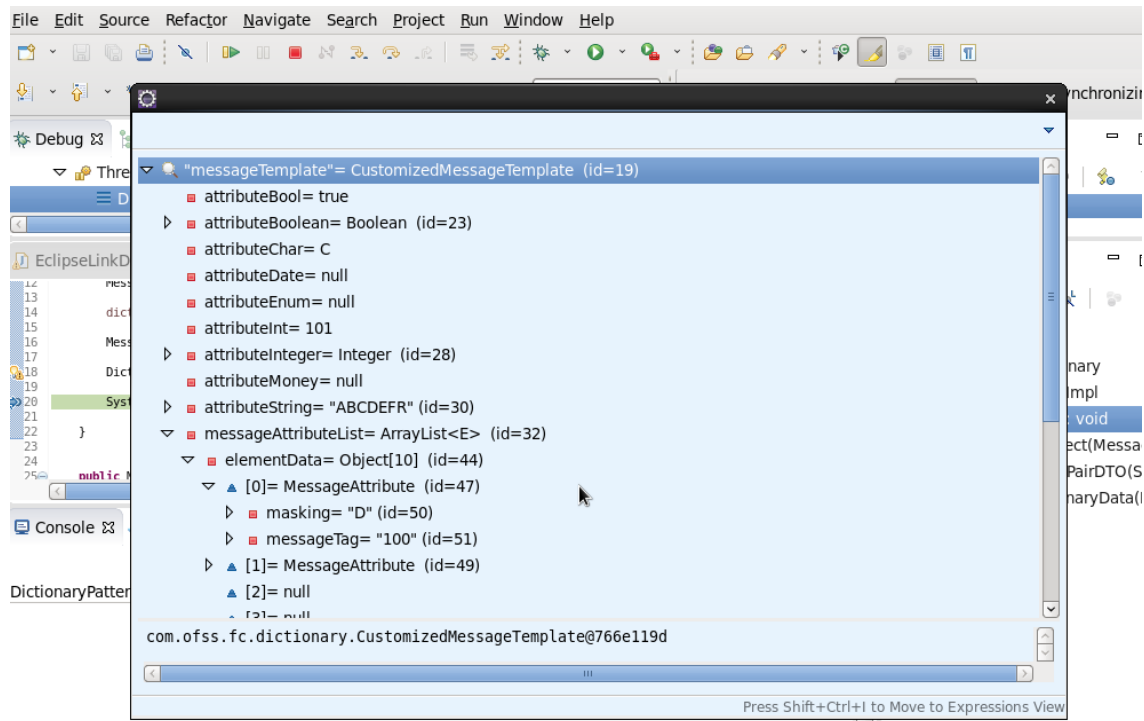 File Edit Source Refactor Navigate Search Project Run Window Help
nchronizin
Debug
Thre
D
"messageTemplate"= CustomizedMessageTemplate (id=19)
attributeBool= true
attributeBoolean= Boolean (id=23)
attributeChar= C
attributeDate= null
attributeEnum= null
attributeInt= 101
attributeInteger= Integer (id=28)
attributeMoney= null
attributeString= "ABCDEFR" (id=30)
messageAttributeList= ArrayList<E> (id=32)
elementData= Object[10] (id=44)
[0]= MessageAttribute (id=47)
masking= "D" (id=50)
messageTag= "100" (id=51)
[1]= MessageAttribute (id=49)
[2]= null
[3]= null
com.ofss.fc.dictionary.CustomizedMessageTemplate@766e119d
Press Shift+Ctrl+I to Move to Expressions View
EclipseLinkD
12 Mess
13
14 dict
15
16 Mess
17
18 Dict
19
20 Syst
21
22 }
23
24
25 public M
Console
DictionaryPatter
nary
Impl
: void
ect(Messa
PairDTO(S
naryData(